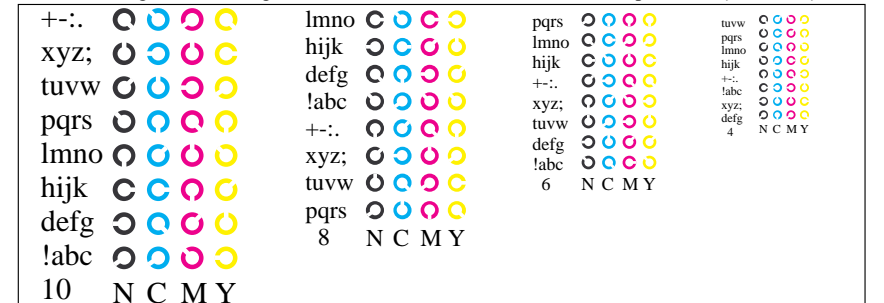 +-:.
xyz;
tuvw
pqrs
lmno
hijk
defg
!abc
10 N C M Y
lmno
hijk
defg
!abc
+-:.
xyz;
tuvw
pqrs
8 N C M Y
pqrs
lmno
hijk
+-:.
xyz;
tuvw
defg
!abc
6 N C M Y
tuvw
pqrs
lmno
hijk
+-:.
!abc
xyz;
defg
4 N C M Y